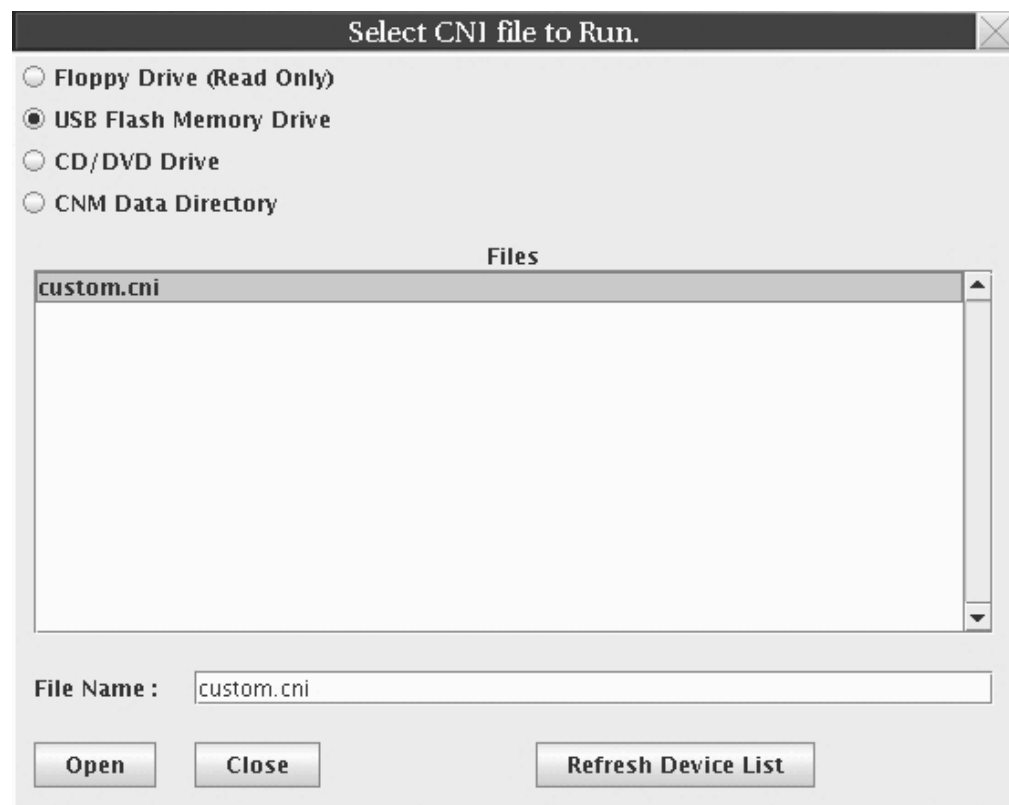 Select CNI file to Run.
Floppy Drive (Read Only)
USB Flash Memory Drive
CD/DVD Drive
CNM Data Directory
Files
custom.cni
File Name : custom.cni
Open Close Refresh Device List